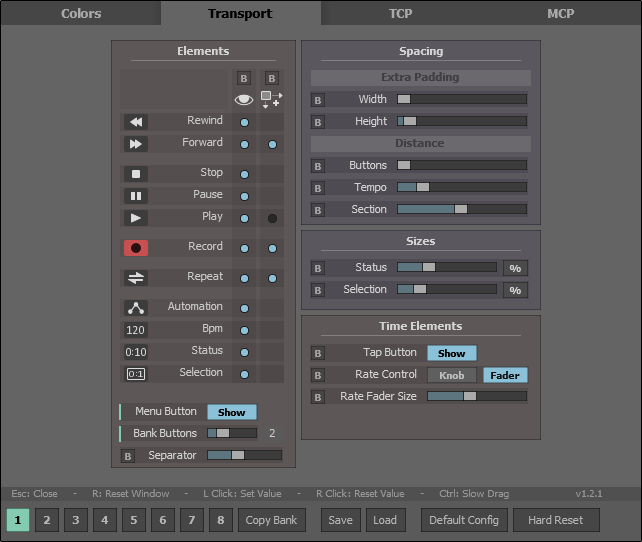 Colors Transport TCP MCP
Elements
B B
Rewind
Forward
Stop
Pause
Play
Record
Repeat
Automation
120 Bpm
0:10 Status
0:1 Selection
Menu Button Show
Bank Buttons 2
B Separator
Spacing
Extra Padding
B Width
B Height
Distance
B Buttons
B Tempo
B Section
Sizes
B Status %
B Selection %
Time Elements
B Tap Button Show
B Rate Control Knob Fader
B Rate Fader Size
Esc: Close - R: Reset Window - L Click: Set Value - R Click: Reset Value - Ctrl: Slow Drag v1.2.1
1 2 3 4 5 6 7 8 Copy Bank Save Load Default Config Hard Reset